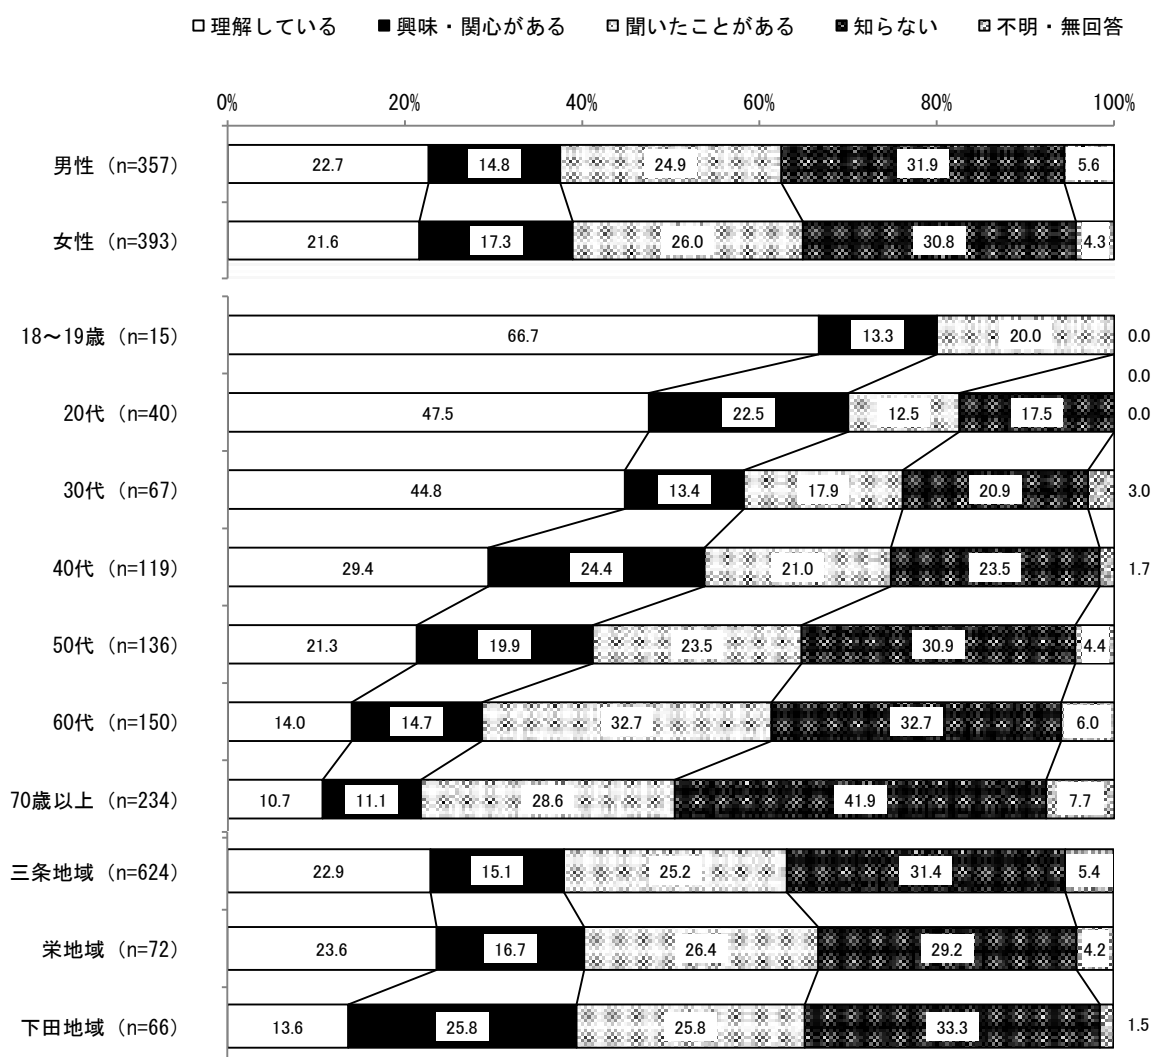 □理解している ■興味・関心がある 聞いたことがある 知らない 不明・無回答
0% 20% 40% 60% 80% 100%
男性 (n=357) 22.7 14.8 24.9 31.9 5.6
女性 (n=393) 21.6 17.3 26.0 30.8 4.3
18～19歳 (n=15) 66.7 13.3 20.0 0.0
0.0
20代 (n=40) 47.5 22.5 12.5 17.5 0.0
30代 (n=67) 44.8 13.4 17.9 20.9 3.0
40代 (n=119) 29.4 24.4 21.0 23.5 1.7
50代 (n=136) 21.3 19.9 23.5 30.9 4.4
60代 (n=150) 14.0 14.7 32.7 32.7 6.0
70歳以上 (n=234) 10.7 11.1 28.6 41.9 7.7
三条地域 (n=624) 22.9 15.1 25.2 31.4 5.4
栄地域 (n=72) 23.6 16.7 26.4 29.2 4.2
下田地域 (n=66) 13.6 25.8 25.8 33.3 1.5